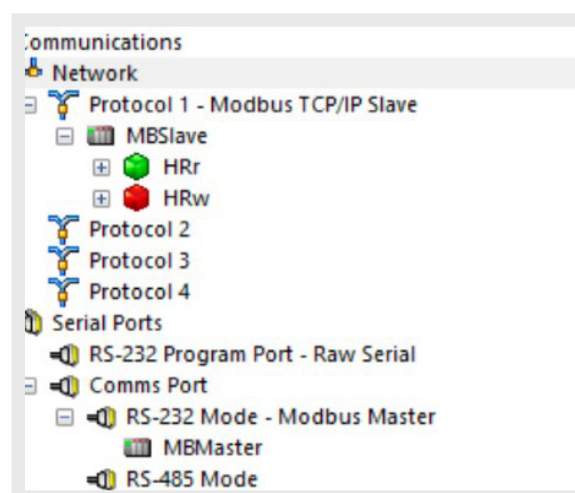 Communications
Network
Protocol 1 - Modbus TCP/IP Slave
MBSlave
HRr
HRw
Protocol 2
Protocol 3
Protocol 4
Serial Ports
RS-232 Program Port - Raw Serial
Comms Port
RS-232 Mode - Modbus Master
MBMaster
RS-485 Mode